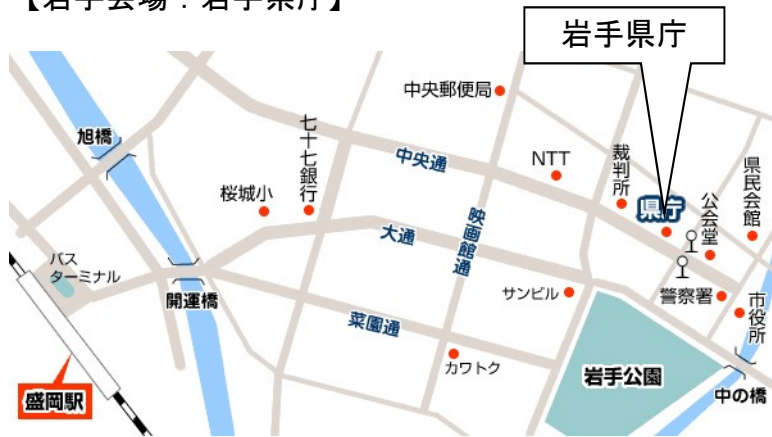 【岩手会場：岩手県庁】
岩手県庁
中央郵便局
旭橋
七十七銀行
中央通
NTT
裁判所
県民会館
桜城小
県庁
公会堂
映画館通
大通
バス
ターミナル
開運橋
サンビル
警察署
市役所
菜園通
カワトク
岩手公園
盛岡駅
中の橋